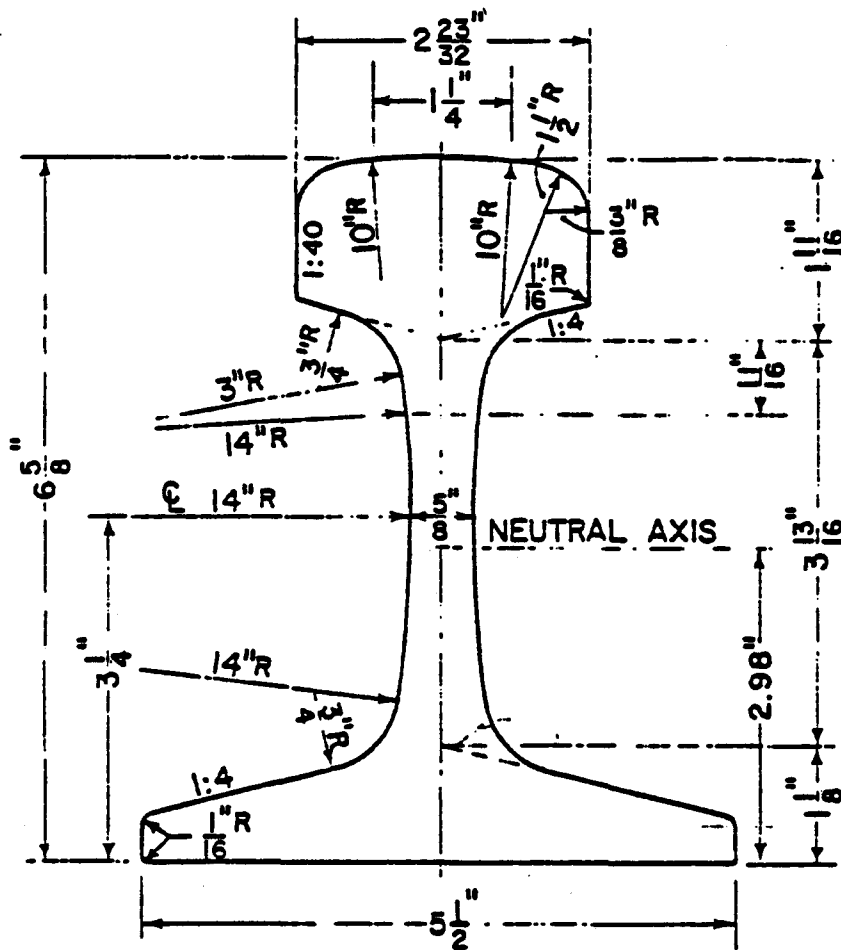 2 23/32"
1 1/4"
1 1/2"R
10"R
10"R
3/8"R
1:40
1/16"R
1 11/16"
3/4"R
1:4
3"R
11/16"
14"R
6 5/8"
℄ 14"R
5/8"
NEUTRAL AXIS
3 13/16"
3 1/4"
14"R
2.98"
3/4"R
1:4
1/16"R
1 1/8"
5 1/2"